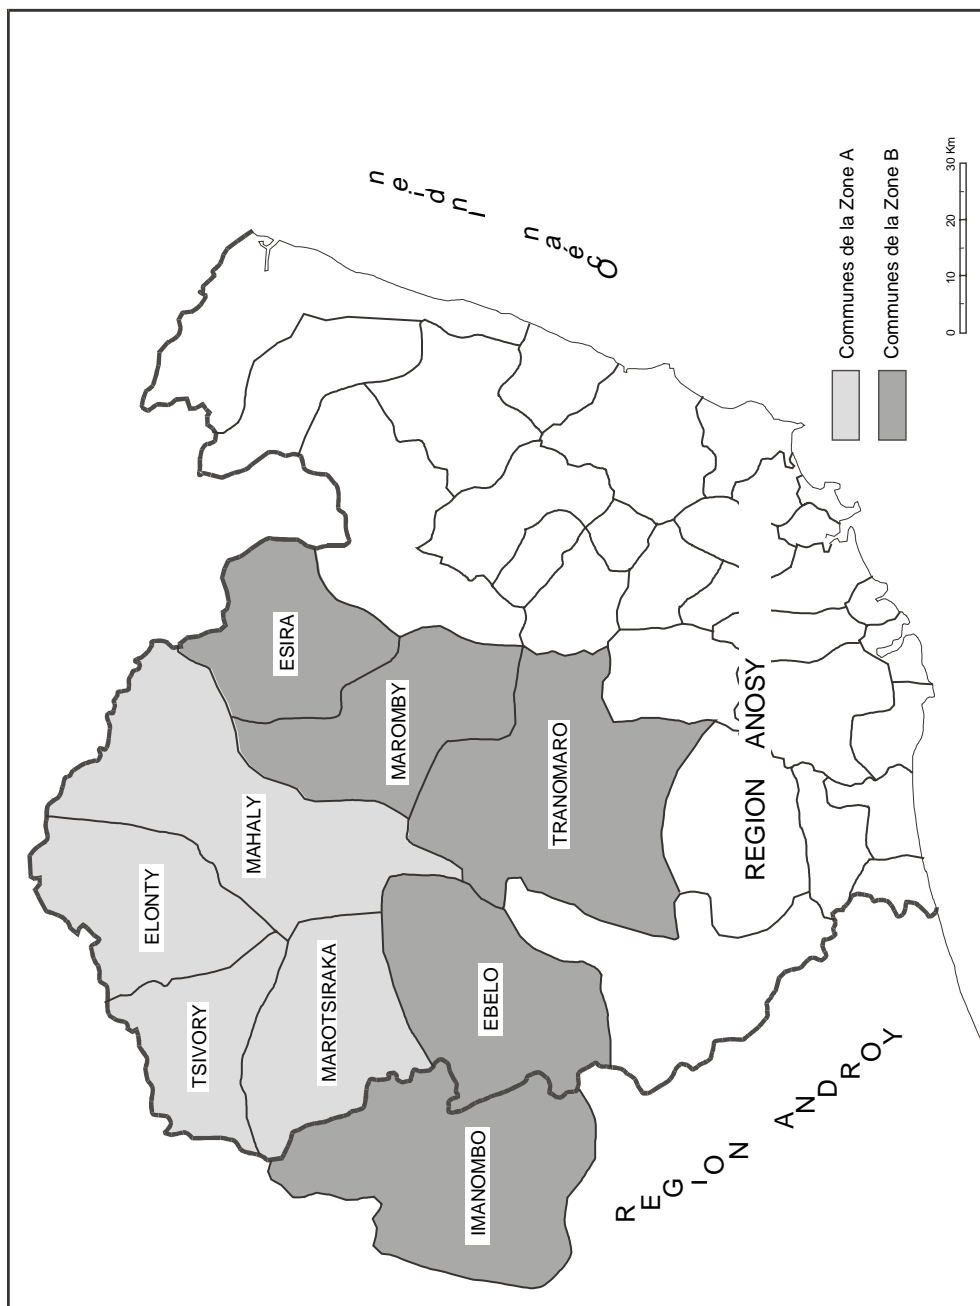 Océan Indien
ESIRA
MAROMBY
TRANOMARO
MAHALY
ELONTY
TSIVORY
MAROTSIRAKA
EBELO
IMANOMBO
REGION ANOSY
REGION ANDROY
Communes de la Zone A
Communes de la Zone B
0 10 20 30 Km